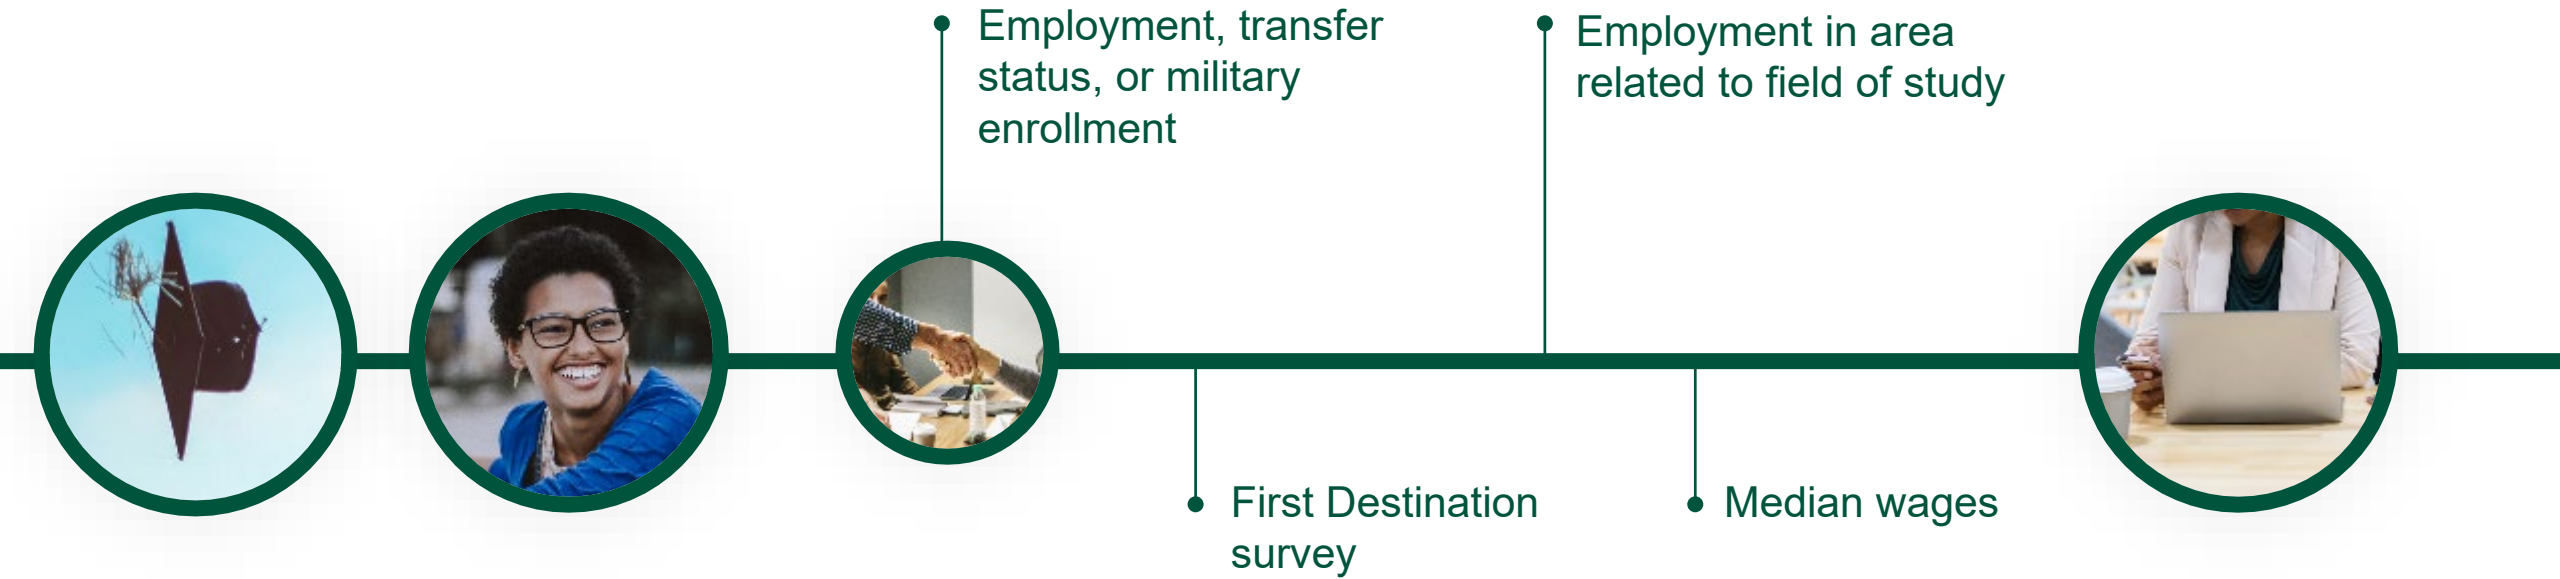 Employment, transfer
status, or military
enrollment
Employment in area
related to field of study
First Destination
survey
Median wages